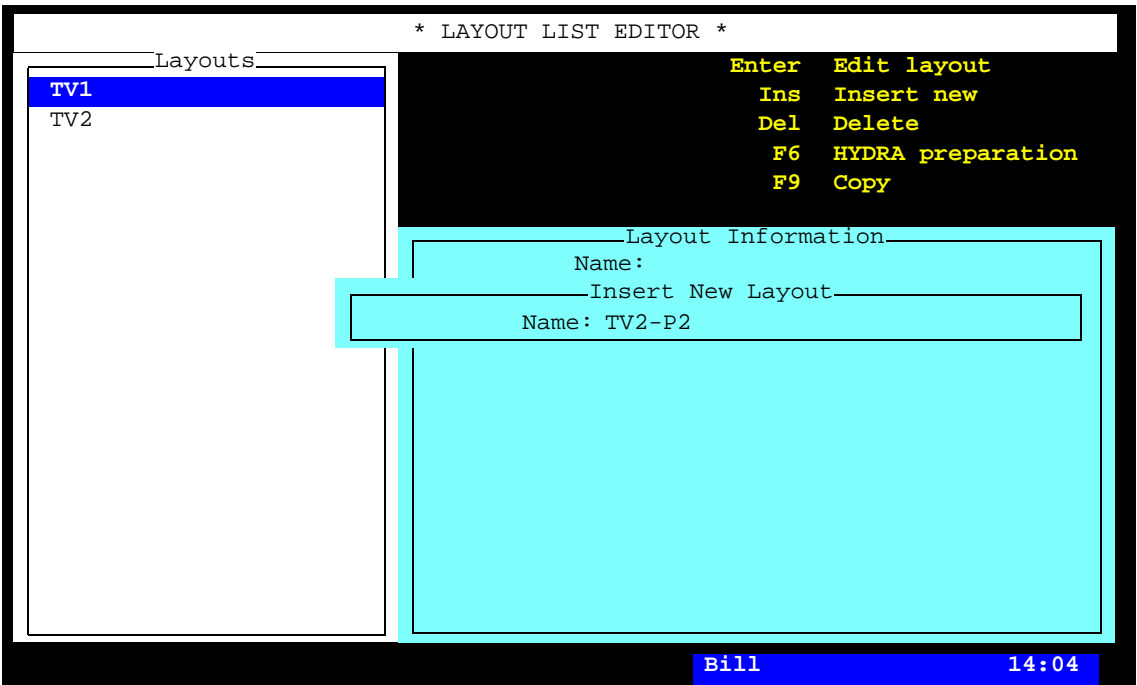 * LAYOUT LIST EDITOR *
Layouts
TV1
TV2
Enter Edit layout
Ins Insert new
Del Delete
F6 HYDRA preparation
F9 Copy
Layout Information
Name:
Insert New Layout
Name: TV2-P2
Bill 14:04